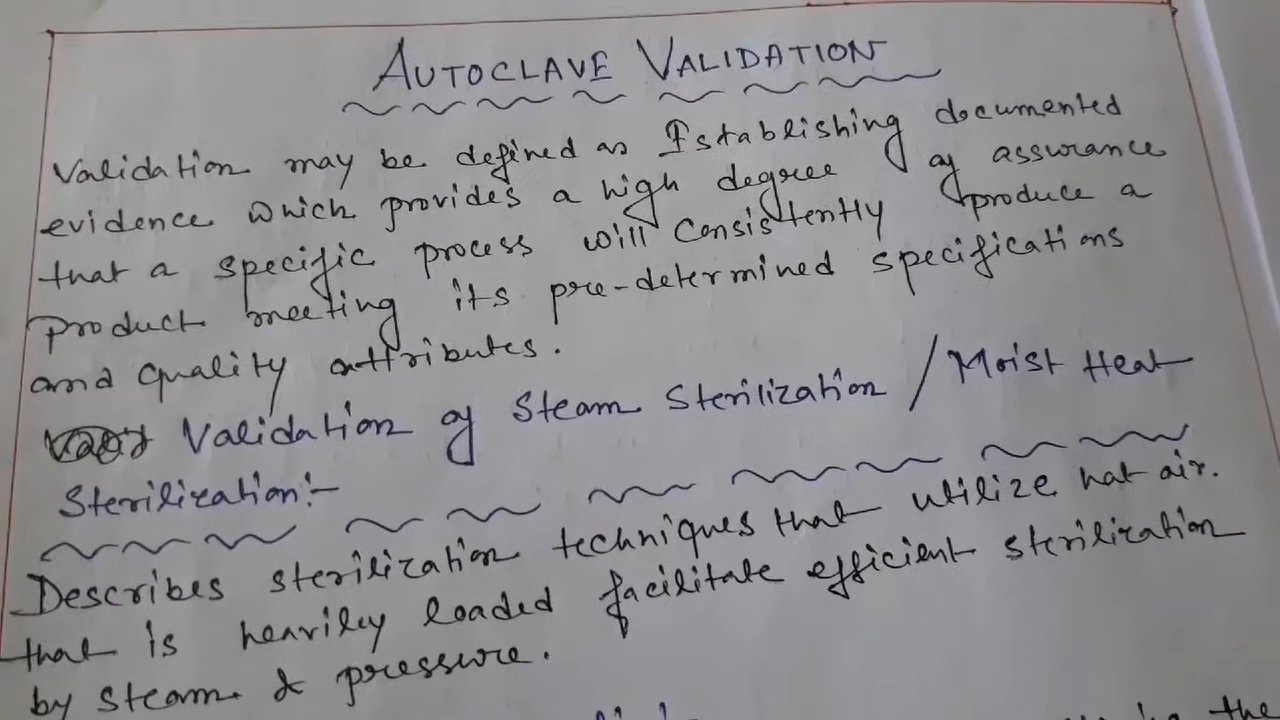 AUTOCLAVE VALIDATION
Validation may be defined as Establishing documented
evidence which provides a high degree of assurance
that a specific process will consistently produce a
product meeting its pre-determined specifications
and quality attributes.
Validation of Steam Sterilization / Moist Heat
Sterilization:-
Describes sterilization techniques that utilize hot air.
that is heaviley loaded facilitate efficient sterilization
by steam & pressure.
the